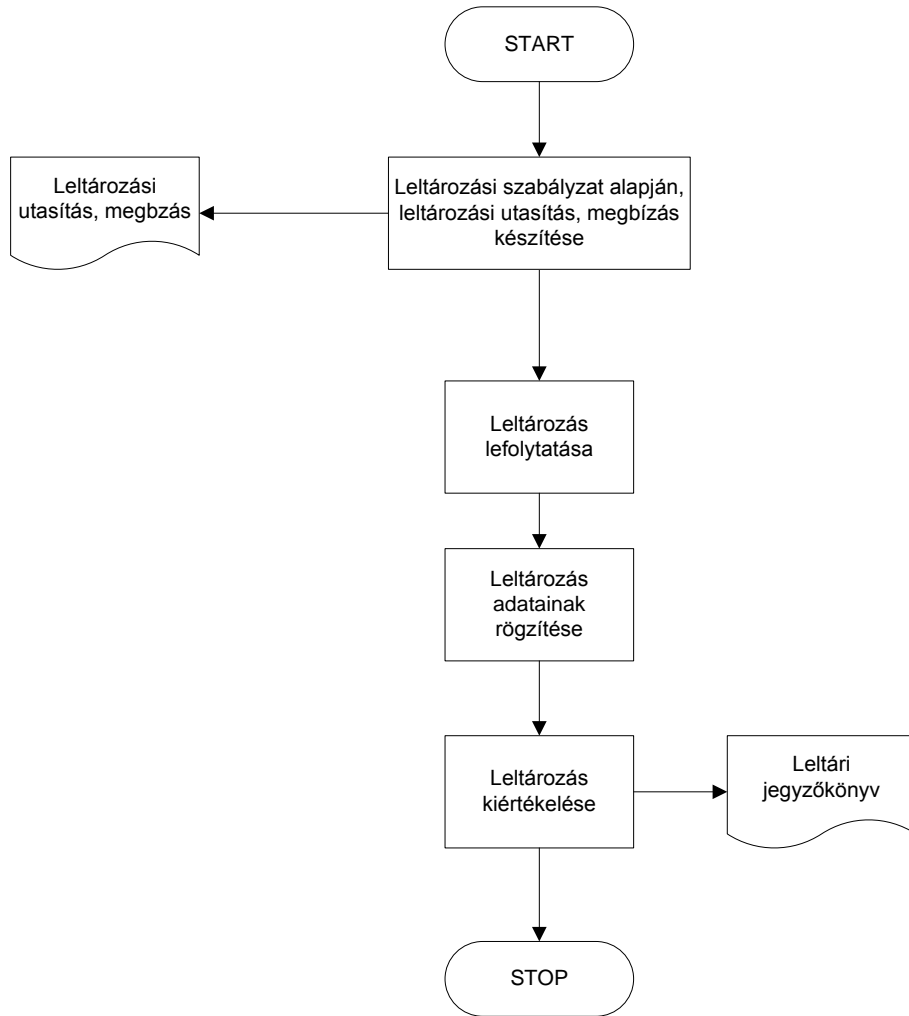 START
Leltározási
utasítás, megbzás
Leltározási szabályzat alapján,
leltározási utasítás, megbízás
készítése
Leltározás
lefolytatása
Leltározás
adatainak
rögzítése
Leltározás
kiértékelése
Leltári
jegyzőkönyv
STOP